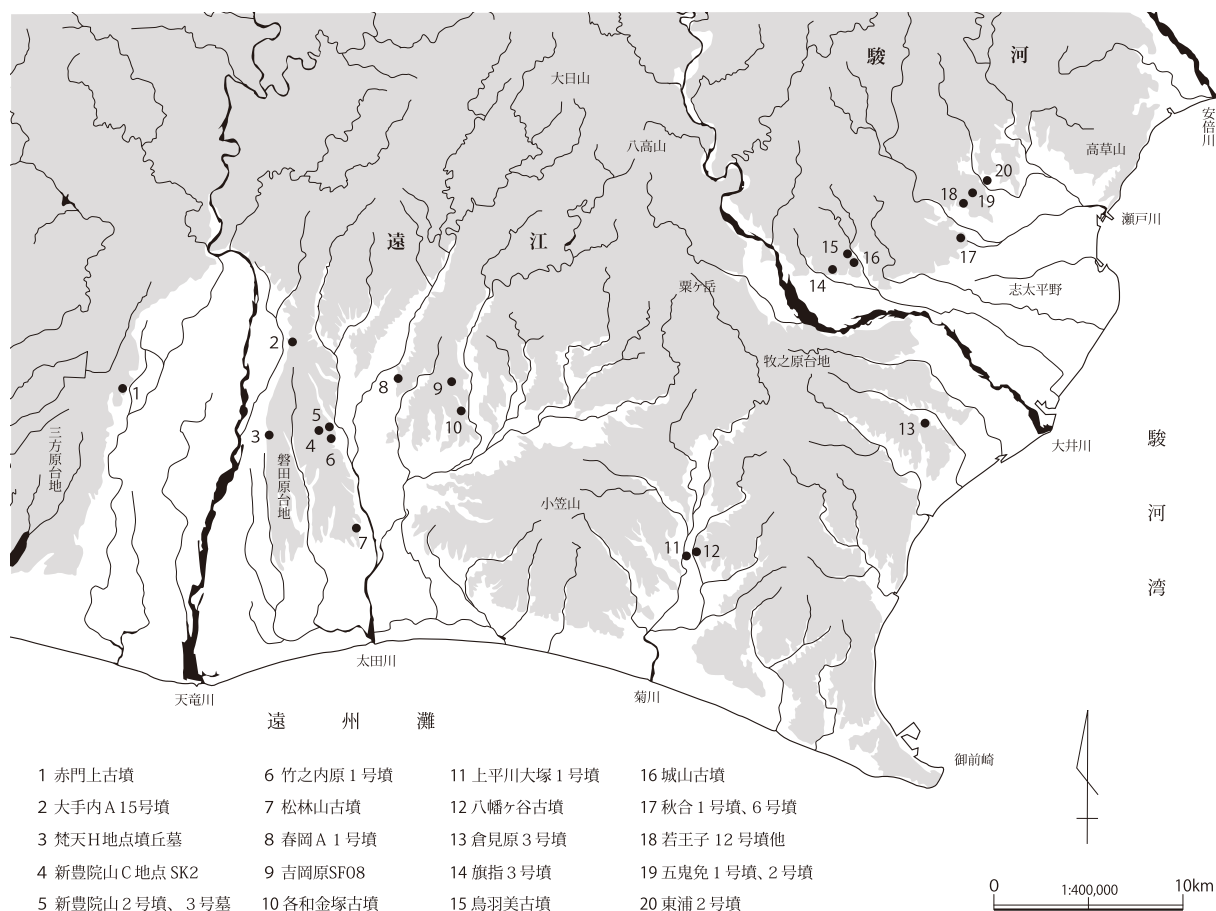 駿 河
大日山
安倍川
八高山
高草山
20
18
19
瀬戸川
遠 江
15
16
17
14
粟ヶ岳
志太平野
2
牧之原台地
1
8
9
5
10
13
三方原台地
3
4
6
磐田原台地
大井川
駿河湾
小笠山
7
11
12
太田川
天竜川
菊川
遠 州 灘
御前崎
1 赤門上古墳
2 大手内A15号墳
3 梵天H地点墳丘墓
4 新豊院山C地点 SK2
5 新豊院山2号墳、3号墓
6 竹之内原1号墳
7 松林山古墳
8 春岡A1号墳
9 吉岡原SF08
10 各和金塚古墳
11 上平川大塚1号墳
12 八幡ヶ谷古墳
13 倉見原3号墳
14 旗指3号墳
15 鳥羽美古墳
16 城山古墳
17 秋合1号墳、6号墳
18 若王子12号墳他
19 五鬼免1号墳、2号墳
20 東浦2号墳
0 1:400,000 10km